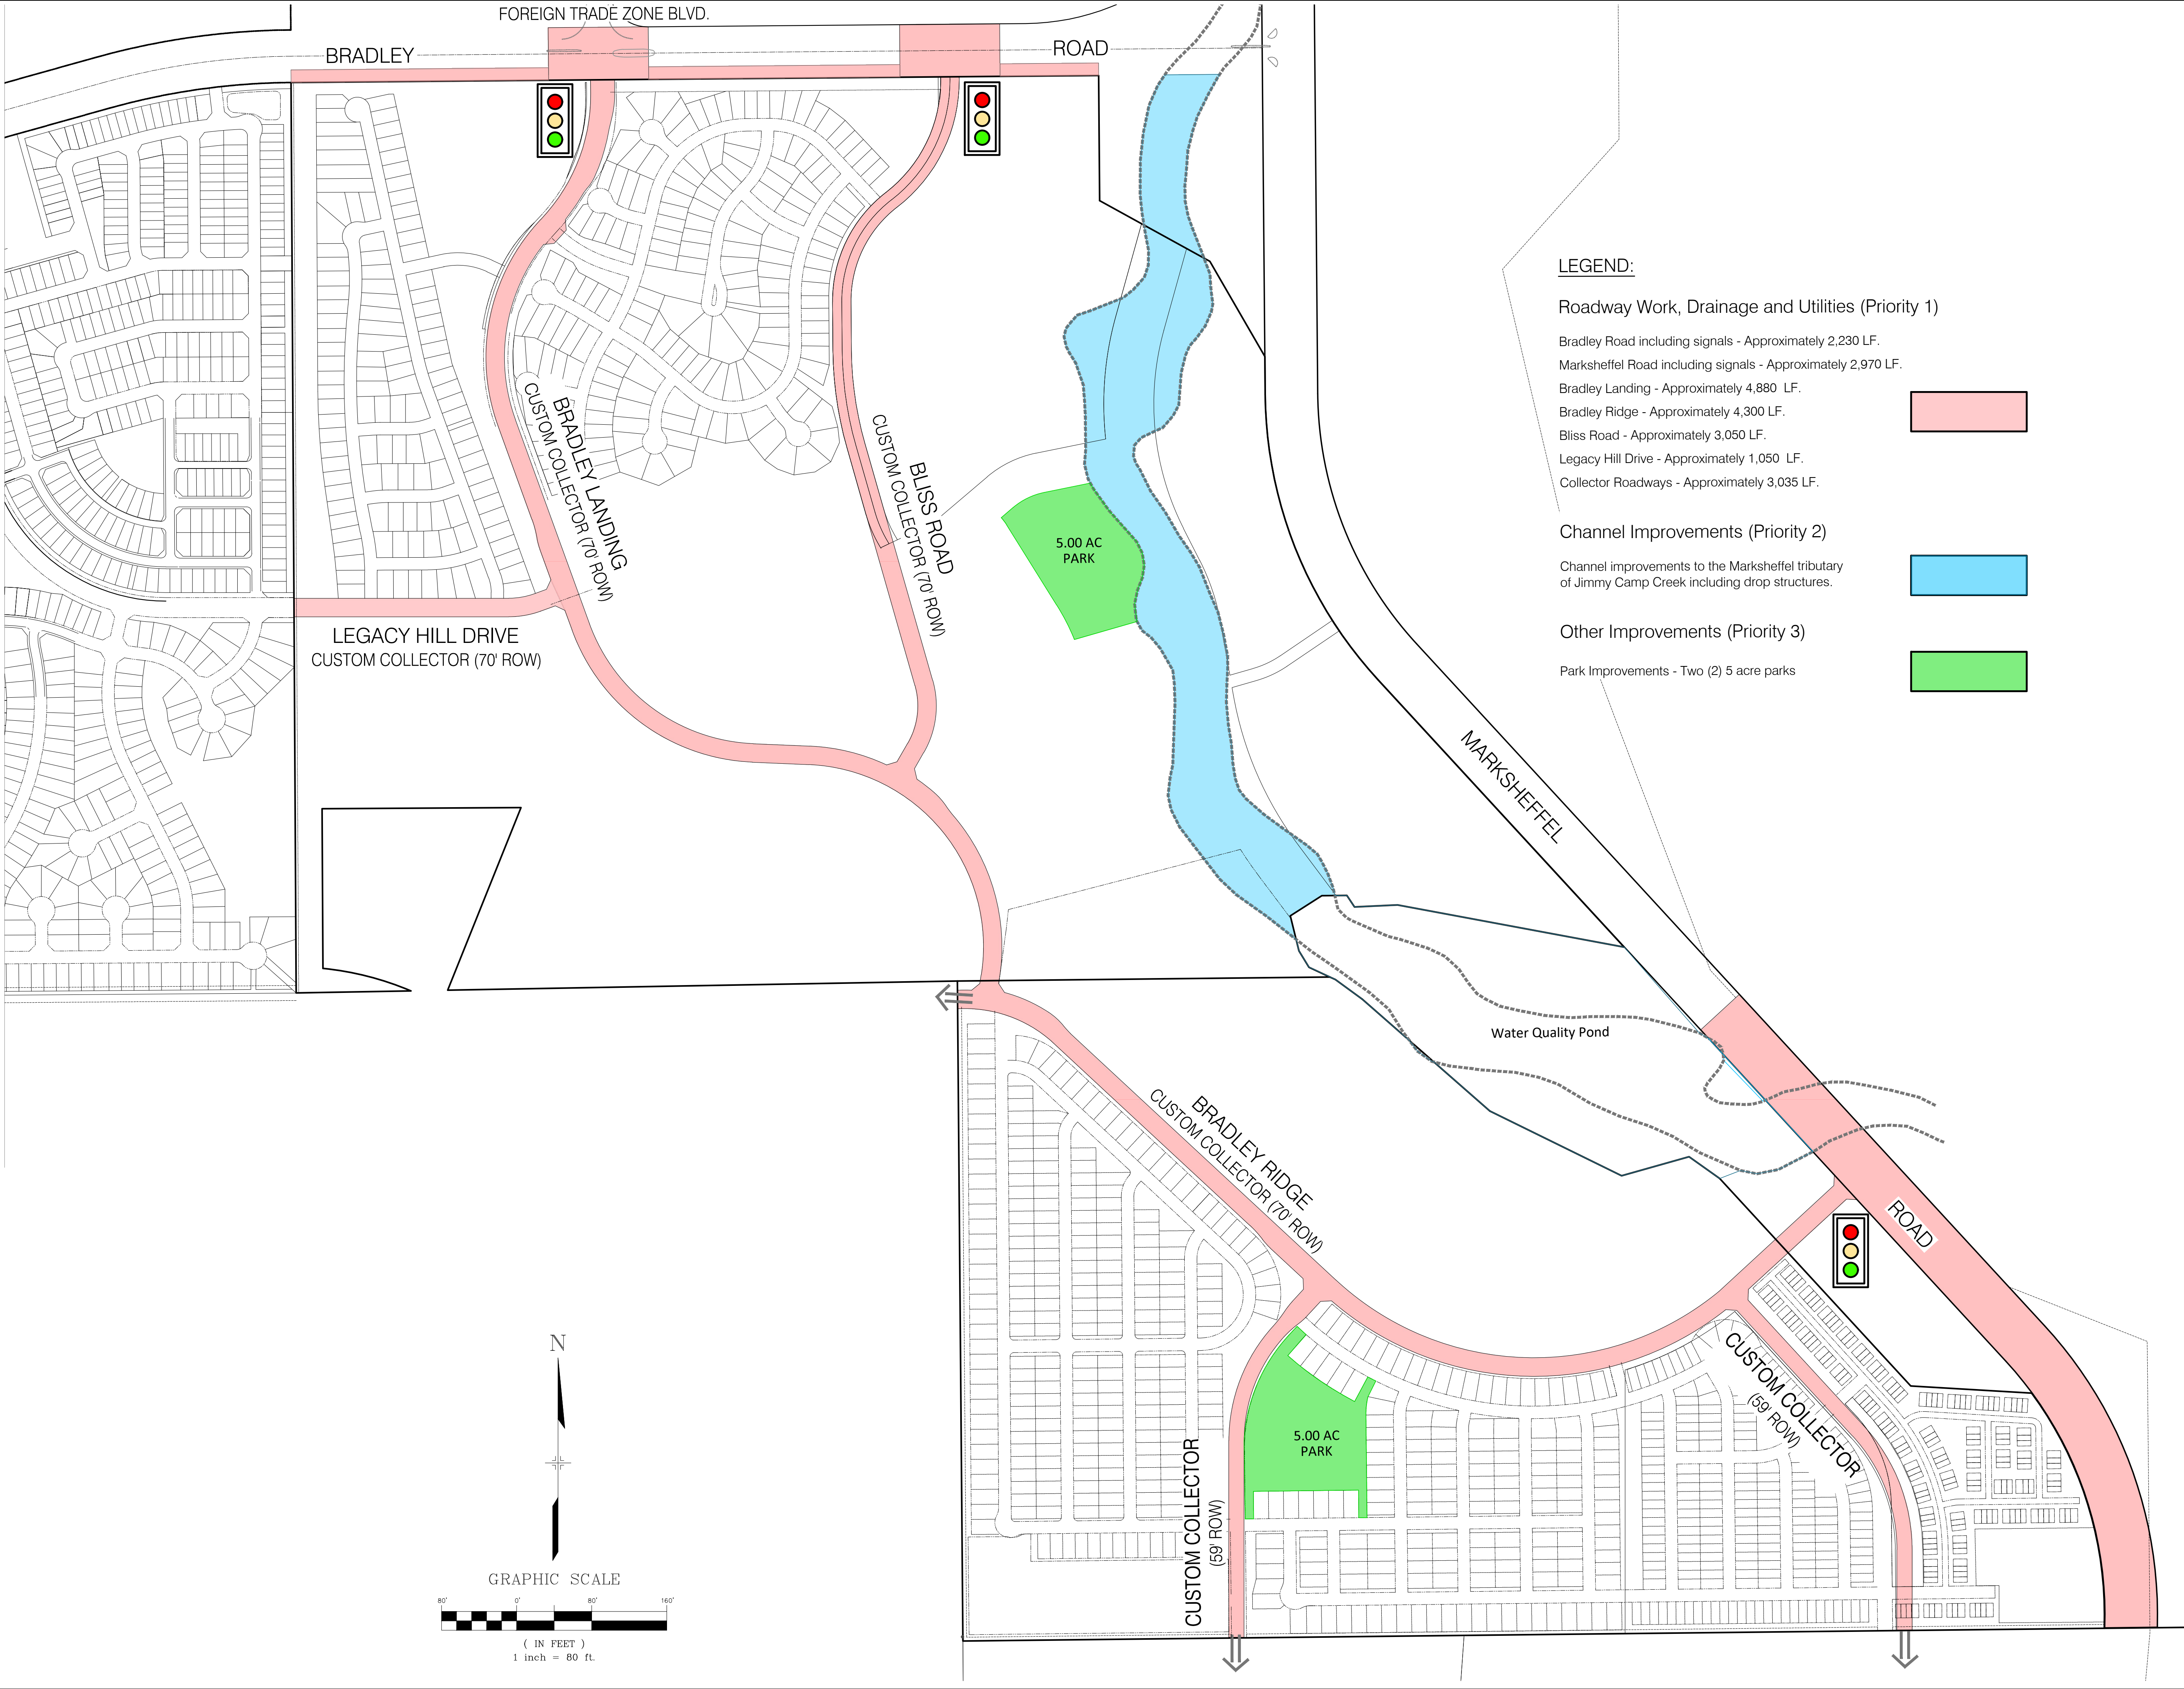 FOREIGN TRADE ZONE BLVD.
BRADLEY
ROAD
LEGEND:
Roadway Work, Drainage and Utilities (Priority 1)
Bradley Road including signals - Approximately 2,230 LF.
Marksheffel Road including signals - Approximately 2,970 LF.
Bradley Landing - Approximately 4,880 LF.
Bradley Ridge - Approximately 4,300 LF.
Bliss Road - Approximately 3,050 LF.
Legacy Hill Drive - Approximately 1,050 LF.
Collector Roadways - Approximately 3,035 LF.
Channel Improvements (Priority 2)
Channel improvements to the Marksheffel tributary
of Jimmy Camp Creek including drop structures.
Other Improvements (Priority 3)
Park Improvements - Two (2) 5 acre parks
BRADLEY LANDING
CUSTOM COLLECTOR (70' ROW)
BLISS ROAD
CUSTOM COLLECTOR (70' ROW)
5.00 AC
PARK
LEGACY HILL DRIVE
CUSTOM COLLECTOR (70' ROW)
MARKSHEFFEL
Water Quality Pond
BRADLEY RIDGE
CUSTOM COLLECTOR (70' ROW)
ROAD
CUSTOM COLLECTOR
(59' ROW)
5.00 AC
PARK
CUSTOM COLLECTOR
(59' ROW)
N
GRAPHIC SCALE
80' 0' 80' 160'
( IN FEET )
1 inch = 80 ft.